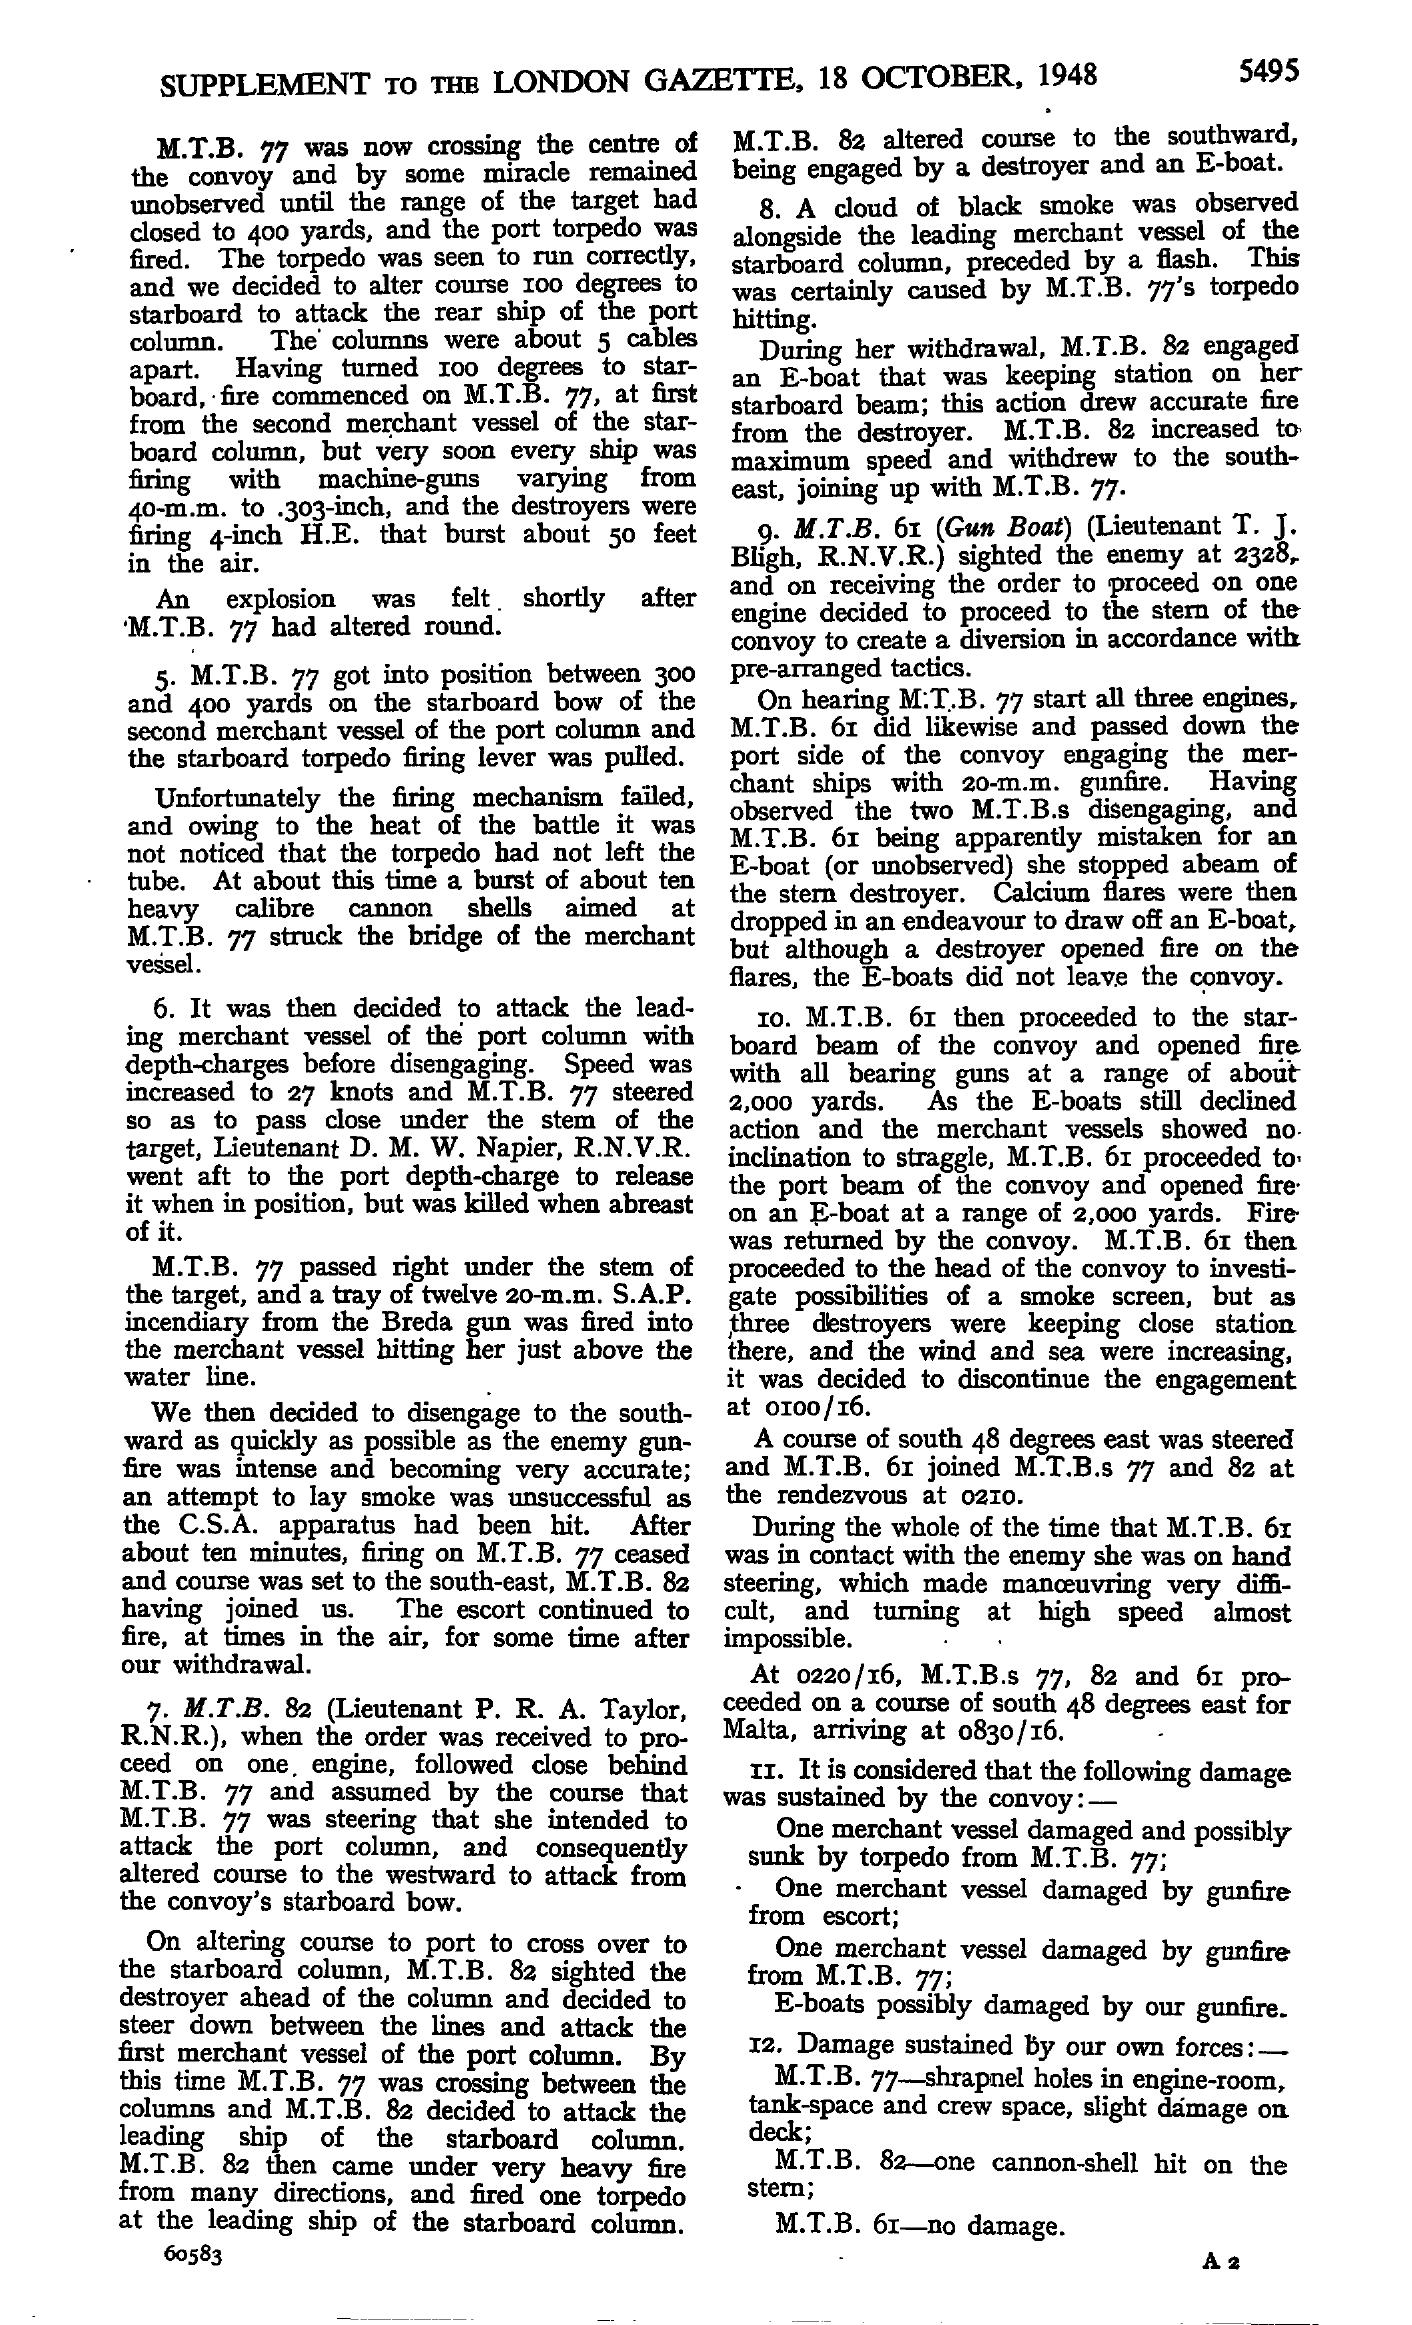 SUPPLEMENT TO THE LONDON GAZETTE, 18 OCTOBER, 1948 5495
M.T.B. 77 was now crossing the centre of
the convoy and by some miracle remained
unobserved until the range of the target had
closed to 400 yards, and the port torpedo was
fired. The torpedo was seen to run correctly,
and we decided to alter course 100 degrees to
starboard to attack the rear ship of the port
column. The columns were about 5 cables
apart. Having turned 100 degrees to star-
board, fire commenced on M.T.B. 77, at first
from the second merchant vessel of the star-
board column, but very soon every ship was
firing with machine-guns varying from
40-m.m. to .303-inch, and the destroyers were
firing 4-inch H.E. that burst about 50 feet
in the air.
An explosion was felt shortly after
M.T.B. 77 had altered round.
5. M.T.B. 77 got into position between 300
and 400 yards on the starboard bow of the
second merchant vessel of the port column and
the starboard torpedo firing lever was pulled.
Unfortunately the firing mechanism failed,
and owing to the heat of the battle it was
not noticed that the torpedo had not left the
tube. At about this time a burst of about ten
heavy calibre cannon shells aimed at
M.T.B. 77 struck the bridge of the merchant
vessel.
6. It was then decided to attack the lead-
ing merchant vessel of the port column with
depth-charges before disengaging. Speed was
increased to 27 knots and M.T.B. 77 steered
so as to pass close under the stem of the
target, Lieutenant D. M. W. Napier, R.N.V.R.
went aft to the port depth-charge to release
it when in position, but was killed when abreast
of it.
M.T.B. 77 passed right under the stem of
the target, and a tray of twelve 20-m.m. S.A.P.
incendiary from the Breda gun was fired into
the merchant vessel hitting her just above the
water line.
We then decided to disengage to the south-
ward as quickly as possible as the enemy gun-
fire was intense and becoming very accurate;
an attempt to lay smoke was unsuccessful as
the C.S.A. apparatus had been hit. After
about ten minutes, firing on M.T.B. 77 ceased
and course was set to the south-east, M.T.B. 82
having joined us. The escort continued to
fire, at times in the air, for some time after
our withdrawal.
7. M.T.B. 82 (Lieutenant P. R. A. Taylor,
R.N.R.), when the order was received to pro-
ceed on one engine, followed close behind
M.T.B. 77 and assumed by the course that
M.T.B. 77 was steering that she intended to
attack the port column, and consequently
altered course to the westward to attack from
the convoy's starboard bow.
On altering course to port to cross over to
the starboard column, M.T.B. 82 sighted the
destroyer ahead of the column and decided to
steer down between the lines and attack the
first merchant vessel of the port column. By
this time M.T.B. 77 was crossing between the
columns and M.T.B. 82 decided to attack the
leading ship of the starboard column.
M.T.B. 82 then came under very heavy fire
from many directions, and fired one torpedo
at the leading ship of the starboard column.
60583
M.T.B. 82 altered course to the southward,
being engaged by a destroyer and an E-boat.
8. A cloud of black smoke was observed
alongside the leading merchant vessel of the
starboard column, preceded by a flash. This
was certainly caused by M.T.B. 77's torpedo
hitting.
During her withdrawal, M.T.B. 82 engaged
an E-boat that was keeping station on her
starboard beam; this action drew accurate fire
from the destroyer. M.T.B. 82 increased to
maximum speed and withdrew to the south-
east, joining up with M.T.B. 77.
9. M.T.B. 61 (Gun Boat) (Lieutenant T. J.
Bligh, R.N.V.R.) sighted the enemy at 2328,
and on receiving the order to proceed on one
engine decided to proceed to the stern of the
convoy to create a diversion in accordance with
pre-arranged tactics.
On hearing M.T.B. 77 start all three engines,
M.T.B. 61 did likewise and passed down the
port side of the convoy engaging the mer-
chant ships with 20-m.m. gunfire. Having
observed the two M.T.B.s disengaging, and
M.T.B. 61 being apparently mistaken for an
E-boat (or unobserved) she stopped abeam of
the stern destroyer. Calcium flares were then
dropped in an endeavour to draw off an E-boat,
but although a destroyer opened fire on the
flares, the E-boats did not leave the convoy.
10. M.T.B. 61 then proceeded to the star-
board beam of the convoy and opened fire
with all bearing guns at a range of about
2,000 yards. As the E-boats still declined
action and the merchant vessels showed no
inclination to straggle, M.T.B. 61 proceeded to
the port beam of the convoy and opened fire
on an E-boat at a range of 2,000 yards. Fire
was returned by the convoy. M.T.B. 61 then
proceeded to the head of the convoy to investi-
gate possibilities of a smoke screen, but as
three destroyers were keeping close station
there, and the wind and sea were increasing,
it was decided to discontinue the engagement
at 0100/16.
A course of south 48 degrees east was steered
and M.T.B. 61 joined M.T.B.s 77 and 82 at
the rendezvous at 0210.
During the whole of the time that M.T.B. 61
was in contact with the enemy she was on hand
steering, which made manœuvring very diffi-
cult, and turning at high speed almost
impossible.
At 0220/16, M.T.B.s 77, 82 and 61 pro-
ceeded on a course of south 48 degrees east for
Malta, arriving at 0830/16.
11. It is considered that the following damage
was sustained by the convoy:—
One merchant vessel damaged and possibly
sunk by torpedo from M.T.B. 77;
One merchant vessel damaged by gunfire
from escort;
One merchant vessel damaged by gunfire
from M.T.B. 77;
E-boats possibly damaged by our gunfire.
12. Damage sustained by our own forces:—
M.T.B. 77—shrapnel holes in engine-room,
tank-space and crew space, slight damage on
deck;
M.T.B. 82—one cannon-shell hit on the
stem;
M.T.B. 61—no damage.
A 2